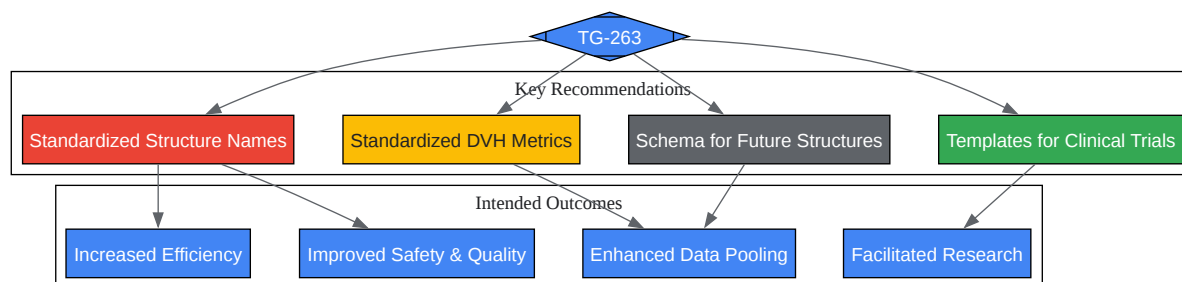 TG-263
Key Recommendations
Standardized Structure Names
Standardized DVH Metrics
Schema for Future Structures
Templates for Clinical Trials
Intended Outcomes
Increased Efficiency
Improved Safety & Quality
Enhanced Data Pooling
Facilitated Research